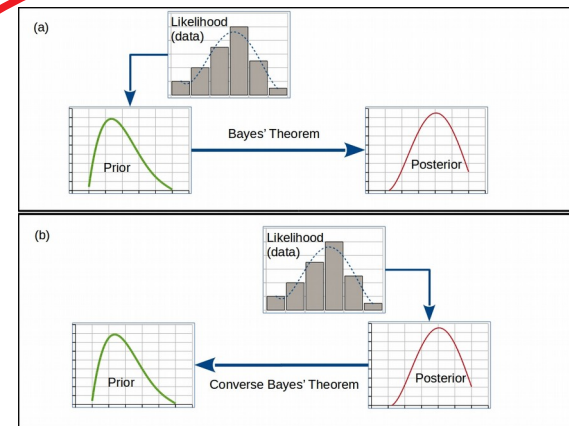 (a)
Likelihood
(data)
Bayes' Theorem
Prior
Posterior
(b)
Likelihood
(data)
Prior
Converse Bayes' Theorem
Posterior